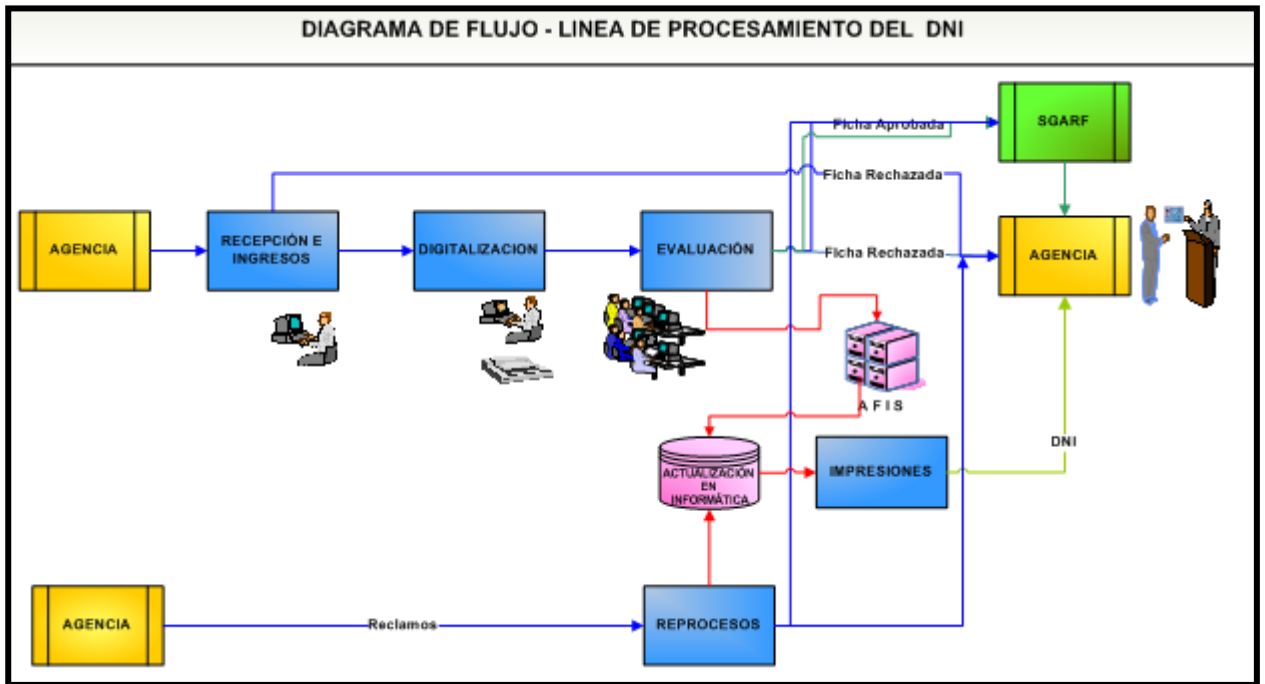 DIAGRAMA DE FLUJO - LINEA DE PROCESAMIENTO DEL DNI
SGARF
Ficha Aprobada
Ficha Rechazada
AGENCIA
RECEPCIÓN E
INGRESOS
DIGITALIZACION
EVALUACIÓN
Ficha Rechazada
AGENCIA
A F I S
DNI
ACTUALIZACIÓN
EN
INFORMÁTICA
IMPRESIONES
AGENCIA
Reclamos
REPROCESOS